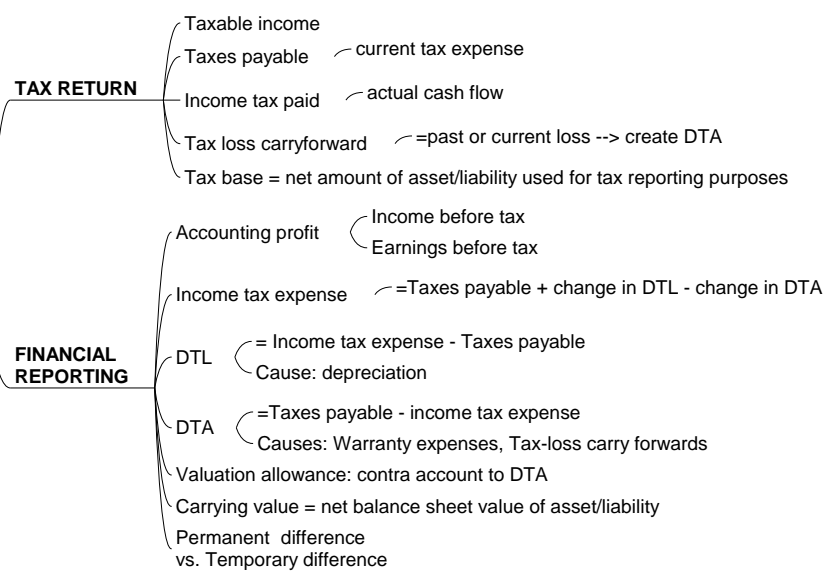 TAX RETURN
Taxable income
Taxes payable
current tax expense
Income tax paid
actual cash flow
Tax loss carryforward
=past or current loss --> create DTA
Tax base = net amount of asset/liability used for tax reporting purposes
FINANCIAL
REPORTING
Accounting profit
Income before tax
Earnings before tax
Income tax expense
=Taxes payable + change in DTL - change in DTA
DTL
= Income tax expense - Taxes payable
Cause: depreciation
DTA
=Taxes payable - income tax expense
Causes: Warranty expenses, Tax-loss carry forwards
Valuation allowance: contra account to DTA
Carrying value = net balance sheet value of asset/liability
Permanent difference
vs. Temporary difference